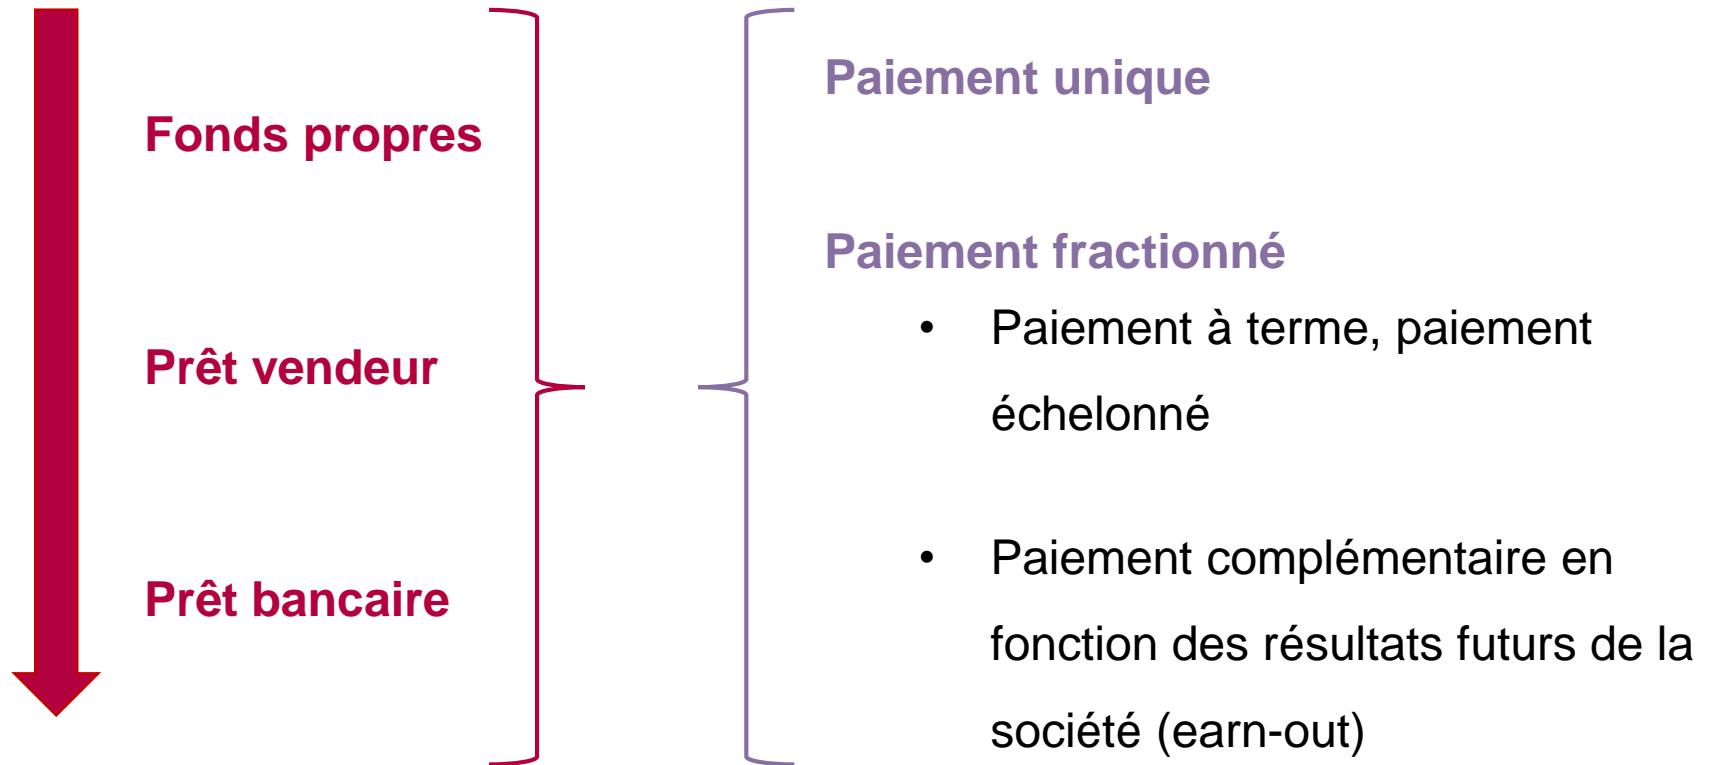 Fonds propres
Prêt vendeur
Prêt bancaire
Paiement unique
Paiement fractionné
• Paiement à terme, paiement
échelonné
• Paiement complémentaire en
fonction des résultats futurs de la
société (earn-out)